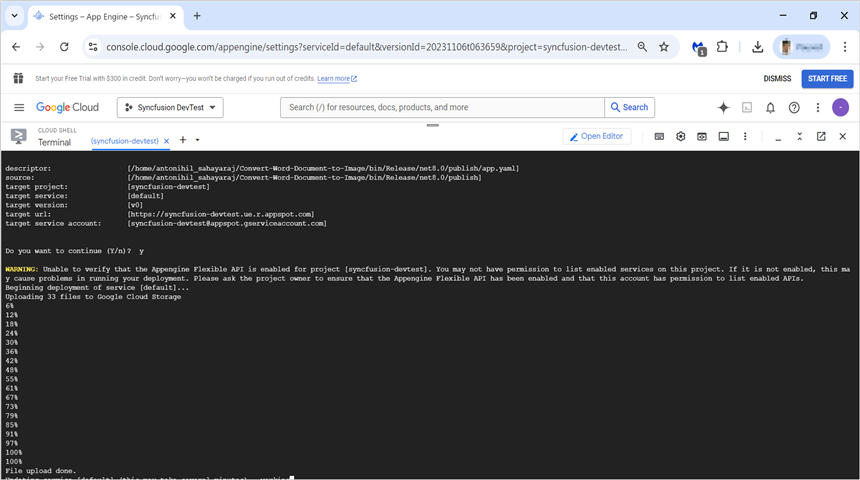 Settings – App Engine – Syncfus
console.cloud.google.com/appengine/settings?serviceId=default&versionId=20231106t063659&project=syncfusion-devtest...
1
Start your Free Trial with $300 in credit. Don't worry—you won't be charged if you run out of credits. Learn more
DISMISS
START FREE
Google Cloud
Syncfusion DevTest
Search (/) for resources, docs, products, and more
Search
CLOUD SHELL
Terminal
(syncfusion-devtest)
Open Editor
descriptor: [/home/antonihil_sahayaraj/Convert-Word-Document-to-Image/bin/Release/net8.0/publish/app.yaml]
source: [/home/antonihil_sahayaraj/Convert-Word-Document-to-Image/bin/Release/net8.0/publish]
target project: [syncfusion-devtest]
target service: [default]
target version: [v0]
target url: [https://syncfusion-devtest.ue.r.appspot.com]
target service account: [syncfusion-devtest@appspot.gserviceaccount.com]
Do you want to continue (Y/n)? y
WARNING: Unable to verify that the Appengine Flexible API is enabled for project [syncfusion-devtest]. You may not have permission to list enabled services on this project. If it is not enabled, this ma
y cause problems in running your deployment. Please ask the project owner to ensure that the Appengine Flexible API has been enabled and that this account has permission to list enabled APIs.
Beginning deployment of service [default]...
Uploading 33 files to Google Cloud Storage
6%
12%
18%
24%
30%
36%
42%
48%
55%
61%
67%
73%
79%
85%
91%
97%
100%
100%
File upload done.
Updating service [default] (this may take several minutes)...working